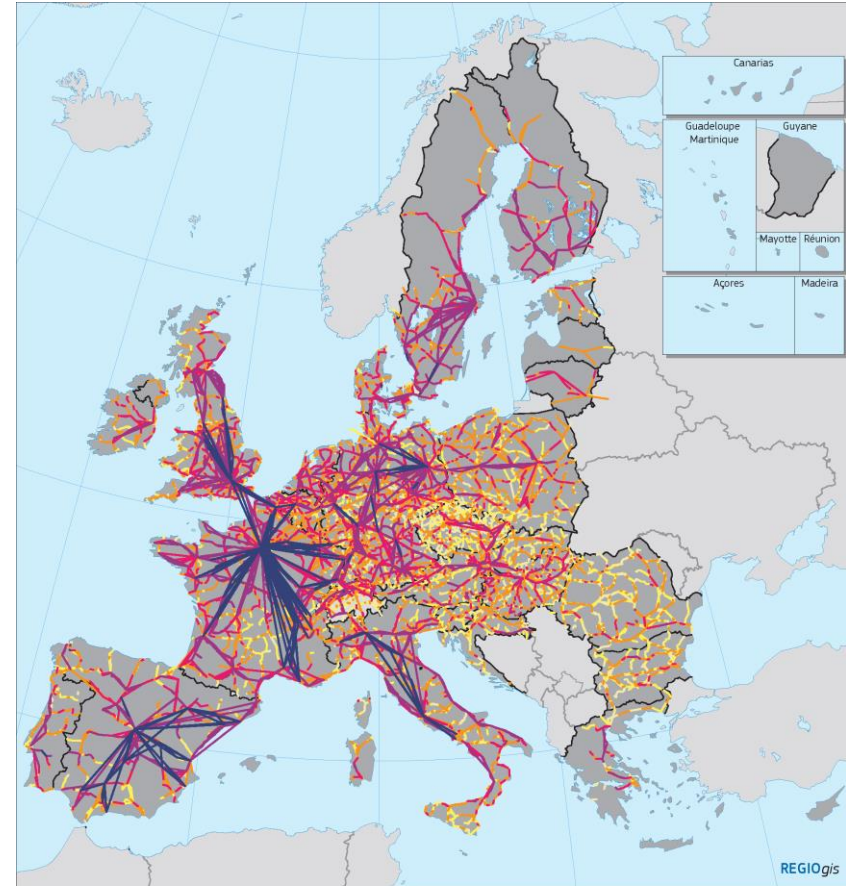 Canarias
Guadeloupe
Martinique
Guyane
Mayotte
Réunion
Açores
Madeira
REGIOgis